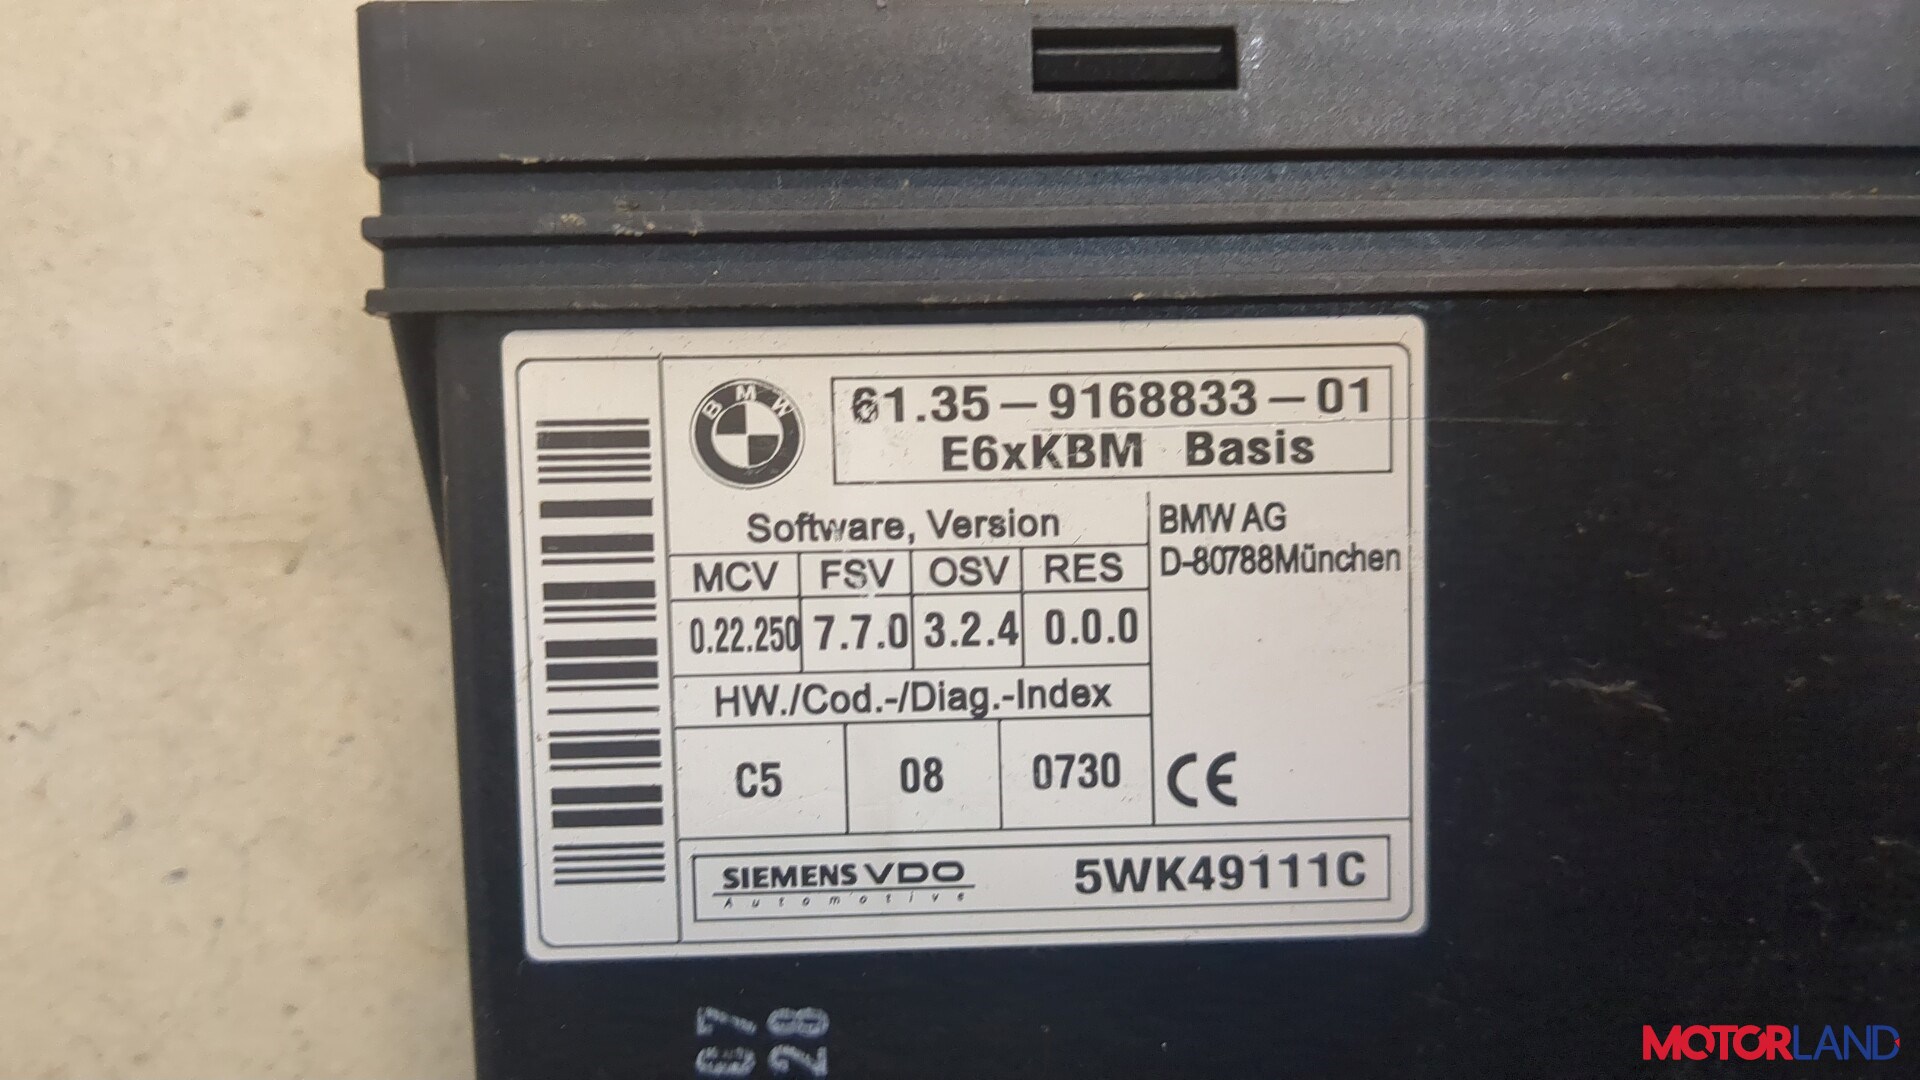 61.35-9168833-01
E6xKBM Basis
BMW
Software, Version
BMW AG
D-80788München
MCV FSV OSV RES
0.22.250 7.7.0 3.2.4 0.0.0
HW./Cod.-/Diag.-Index
C5 08 0730
CE
SIEMENS VDO
Automotive
5WK49111C
MOTORLAND